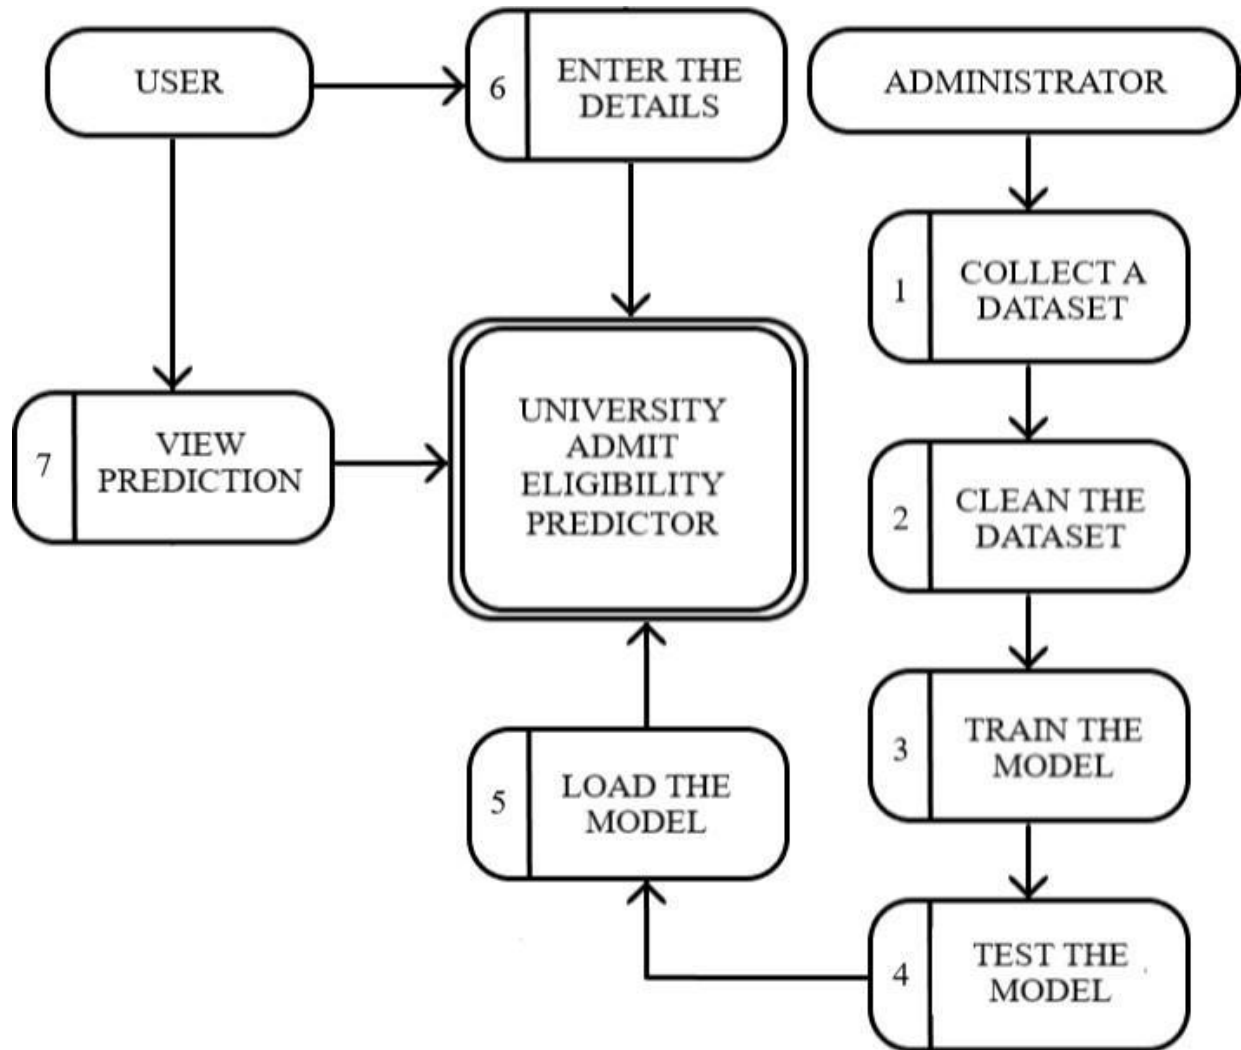 USER
6
ENTER THE
DETAILS
ADMINISTRATOR
1
COLLECT A
DATASET
7
VIEW
PREDICTION
UNIVERSITY
ADMIT
ELIGIBILITY
PREDICTOR
2
CLEAN THE
DATASET
3
TRAIN THE
MODEL
5
LOAD THE
MODEL
4
TEST THE
MODEL